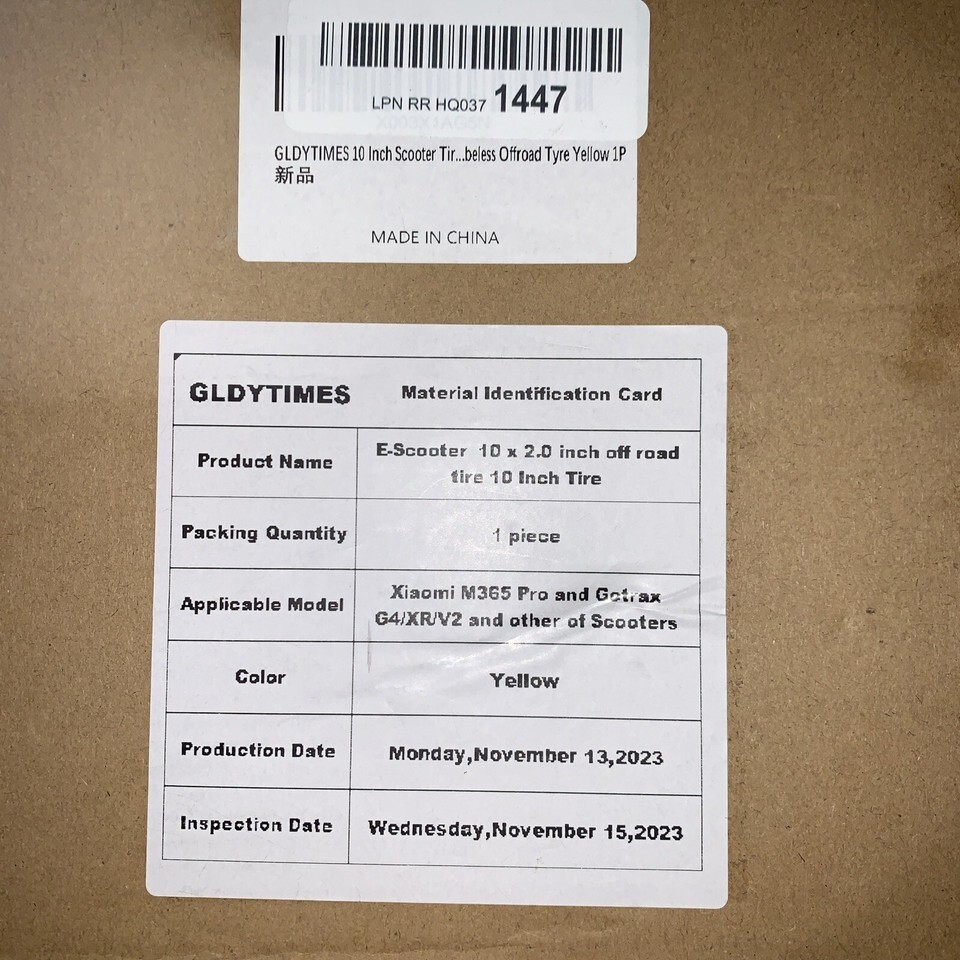 LPN RR HQ037 1447
GLDYTIMES 10 Inch Scooter Tir...beless Offroad Tyre Yellow 1P
新品
MADE IN CHINA
GLDYTIMES Material Identification Card
Product Name E-Scooter 10 x 2.0 inch off road
tire 10 Inch Tire
Packing Quantity 1 piece
Applicable Model Xiaomi M365 Pro and Gotrax
G4/XR/V2 and other of Scooters
Color Yellow
Production Date Monday,November 13,2023
Inspection Date Wednesday,November 15,2023